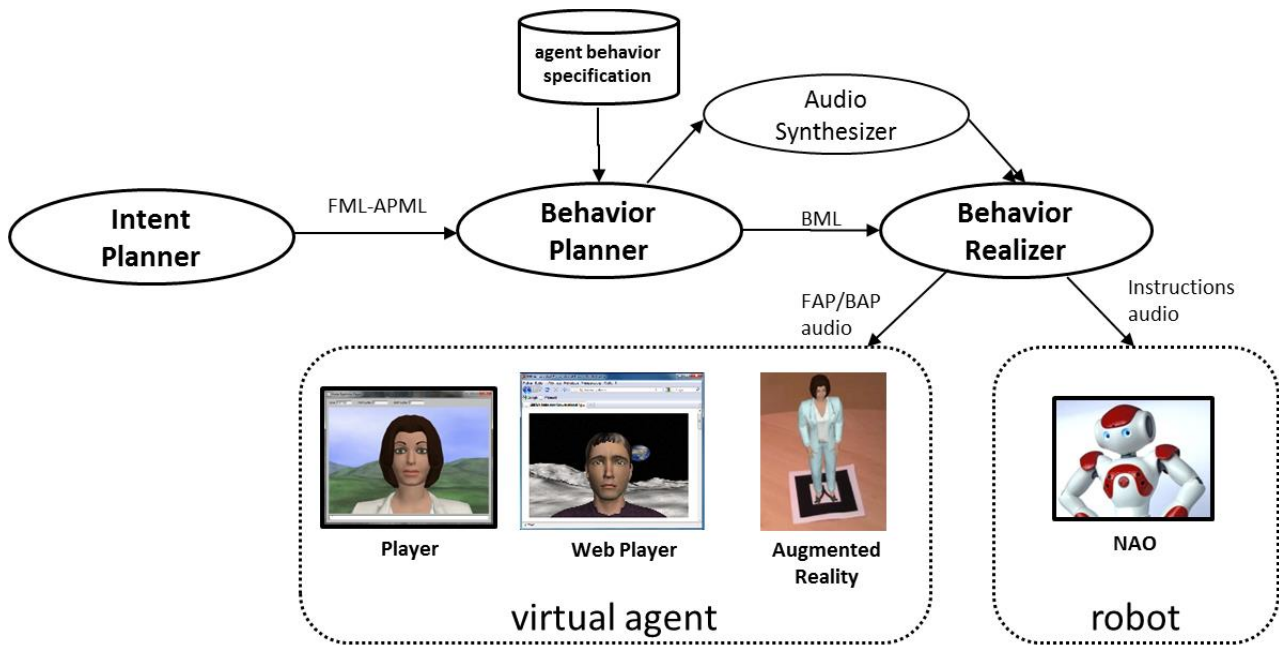 agent behavior
specification
Audio
Synthesizer
FML-APML
Intent
Planner
Behavior
Planner
BML
Behavior
Realizer
FAP/BAP
audio
Instructions
audio
Player
Web Player
Augmented
Reality
NAO
virtual agent
robot